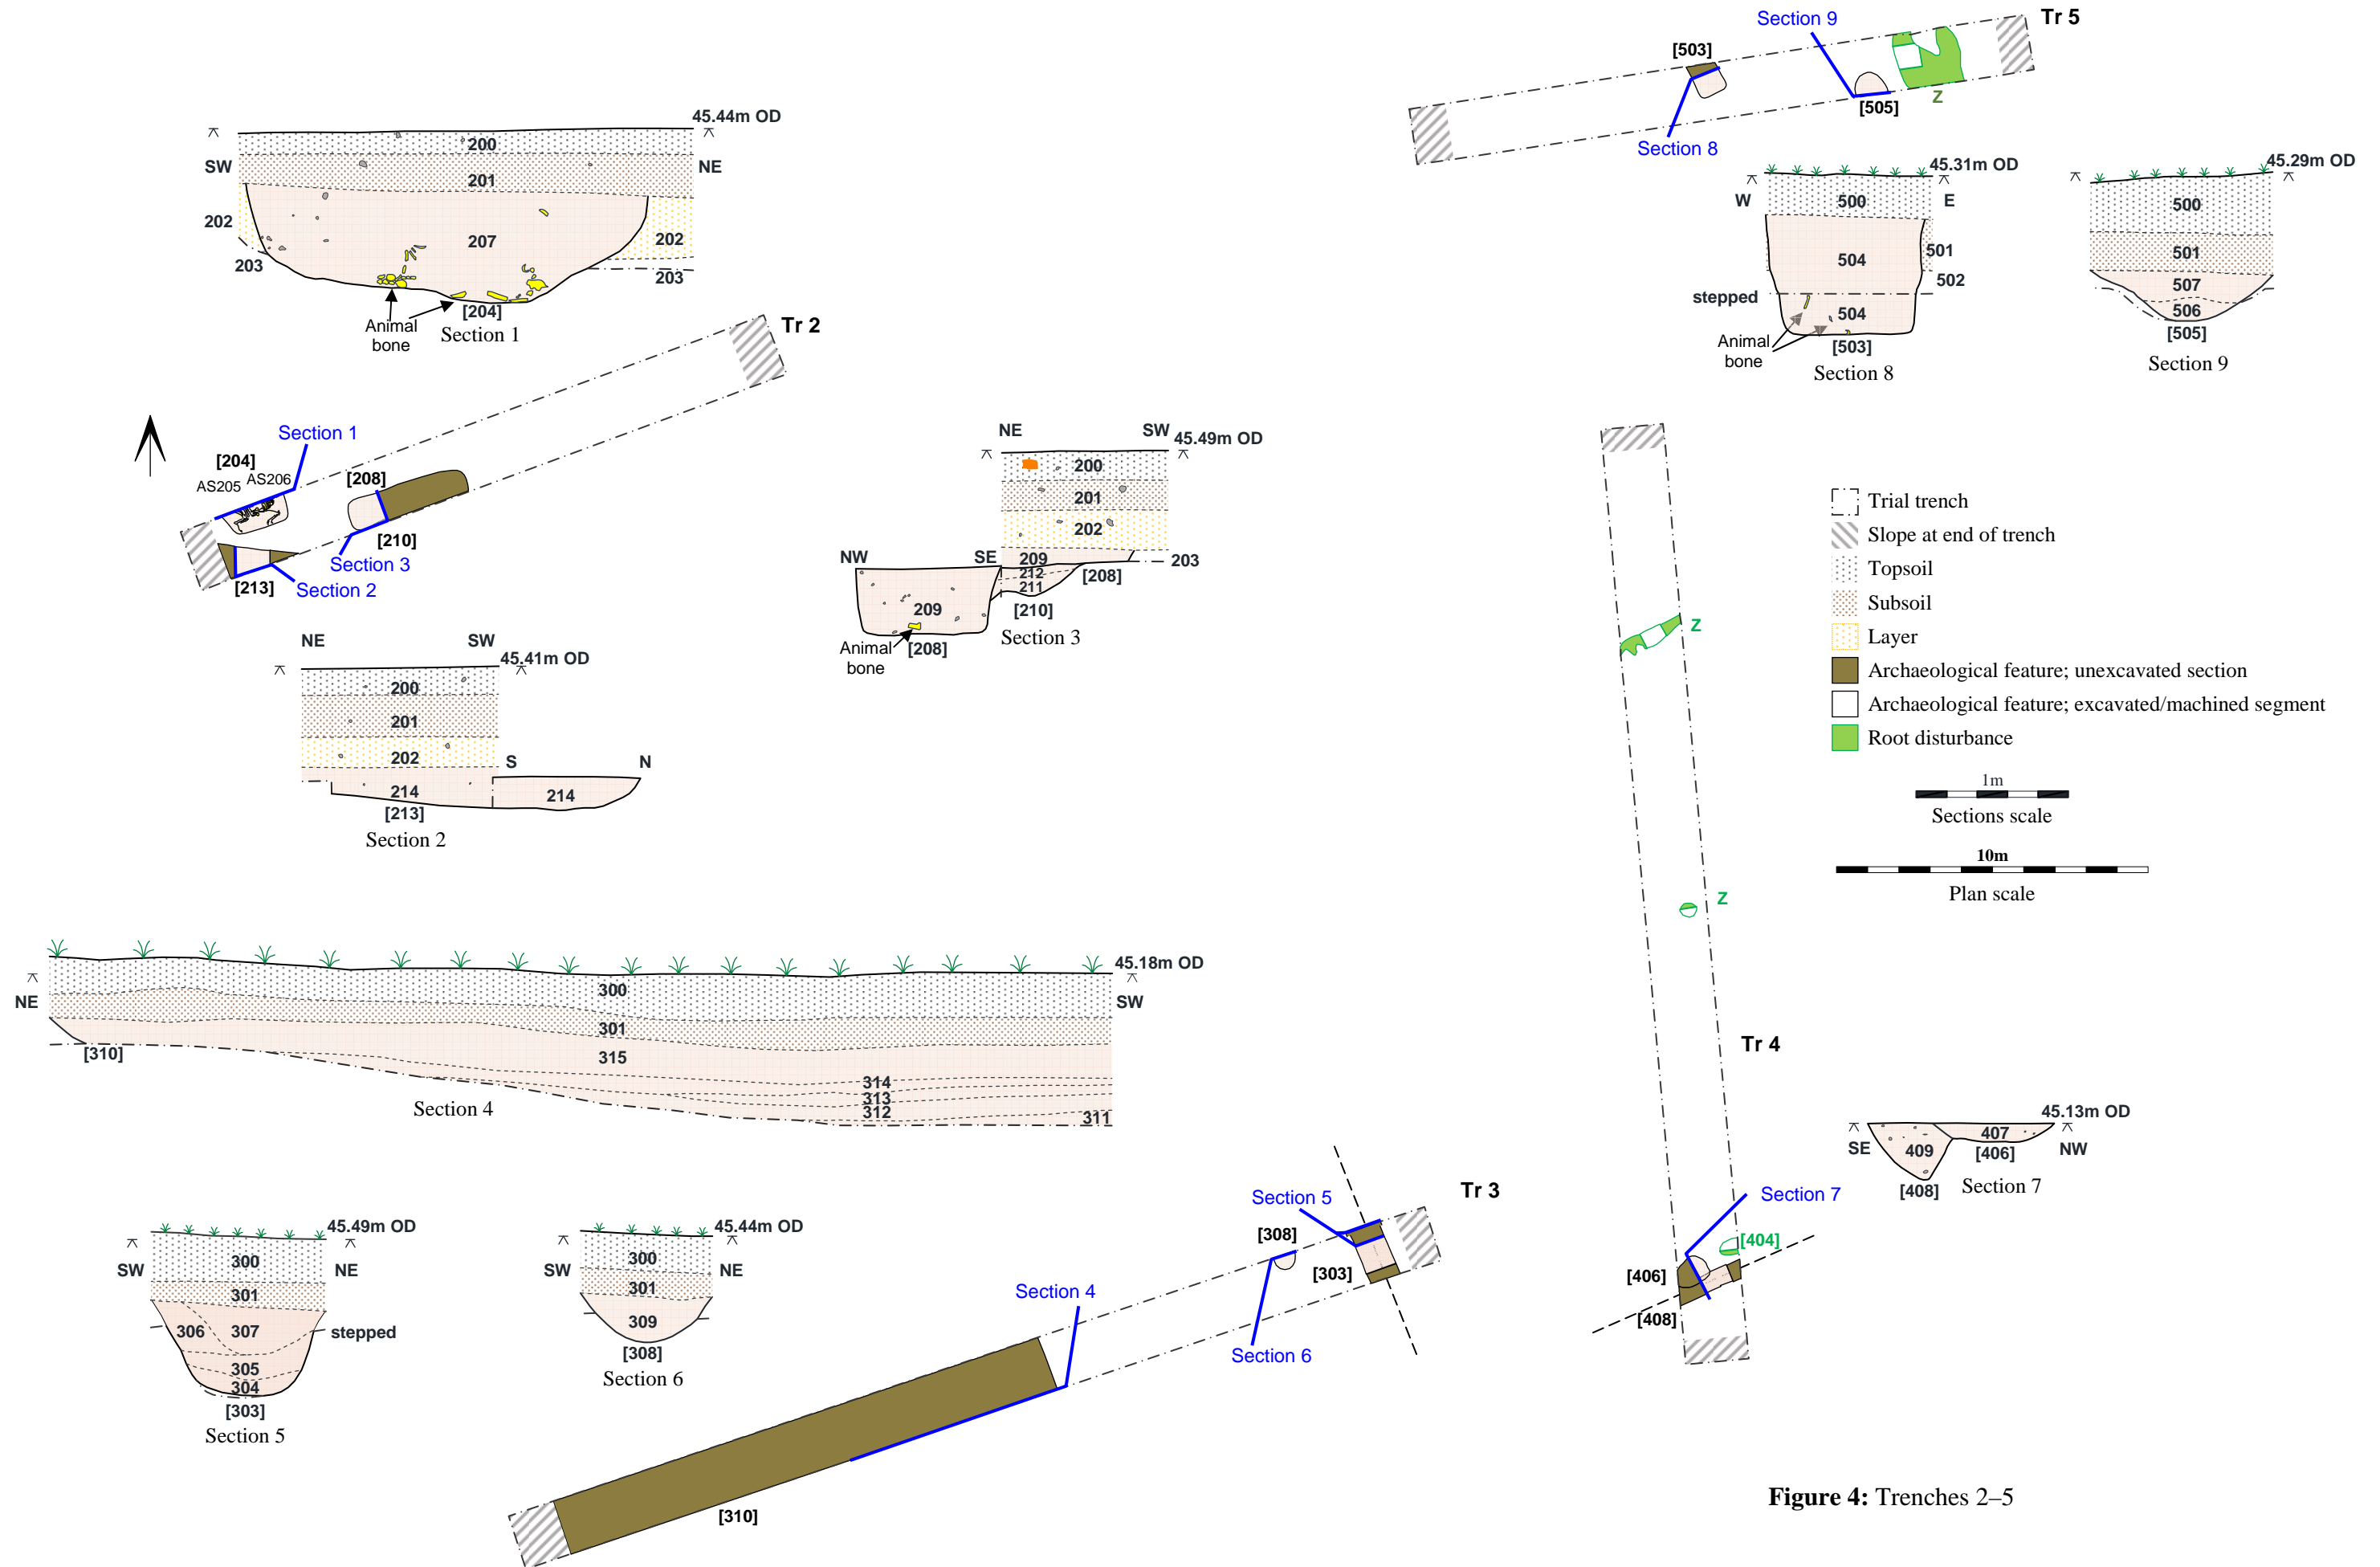 45.44m OD
SW
NE
200
201
202
207
202
203
203
[204]
Animal
bone
Section 1
Tr 2
Section 1
[204]
AS205
AS206
[208]
[210]
Section 3
[213]
Section 2
NE
SW
45.49m OD
200
201
202
NW
SE
209
212
211
203
[208]
[210]
209
Animal
bone
[208]
Section 3
NE
SW
45.41m OD
200
201
202
S
N
214
214
[213]
Section 2
45.18m OD
NE
SW
300
301
[310]
315
314
313
312
311
Section 4
45.49m OD
SW
NE
300
301
306
307
stepped
305
304
[303]
Section 5
45.44m OD
SW
NE
300
301
309
[308]
Section 6
Tr 3
Section 5
[308]
[303]
Section 4
Section 6
[310]
Tr 5
Section 9
[503]
[505]
Z
Section 8
45.31m OD
W
E
500
501
504
502
stepped
504
Animal
bone
[503]
Section 8
45.29m OD
500
501
507
506
[505]
Section 9
Z
Z
Tr 4
Section 7
[404]
[406]
[408]
45.13m OD
SE
NW
407
409
[406]
[408]
Section 7
Trial trench
Slope at end of trench
Topsoil
Subsoil
Layer
Archaeological feature; unexcavated section
Archaeological feature; excavated/machined segment
Root disturbance
1m
Sections scale
10m
Plan scale
Figure 4: Trenches 2–5